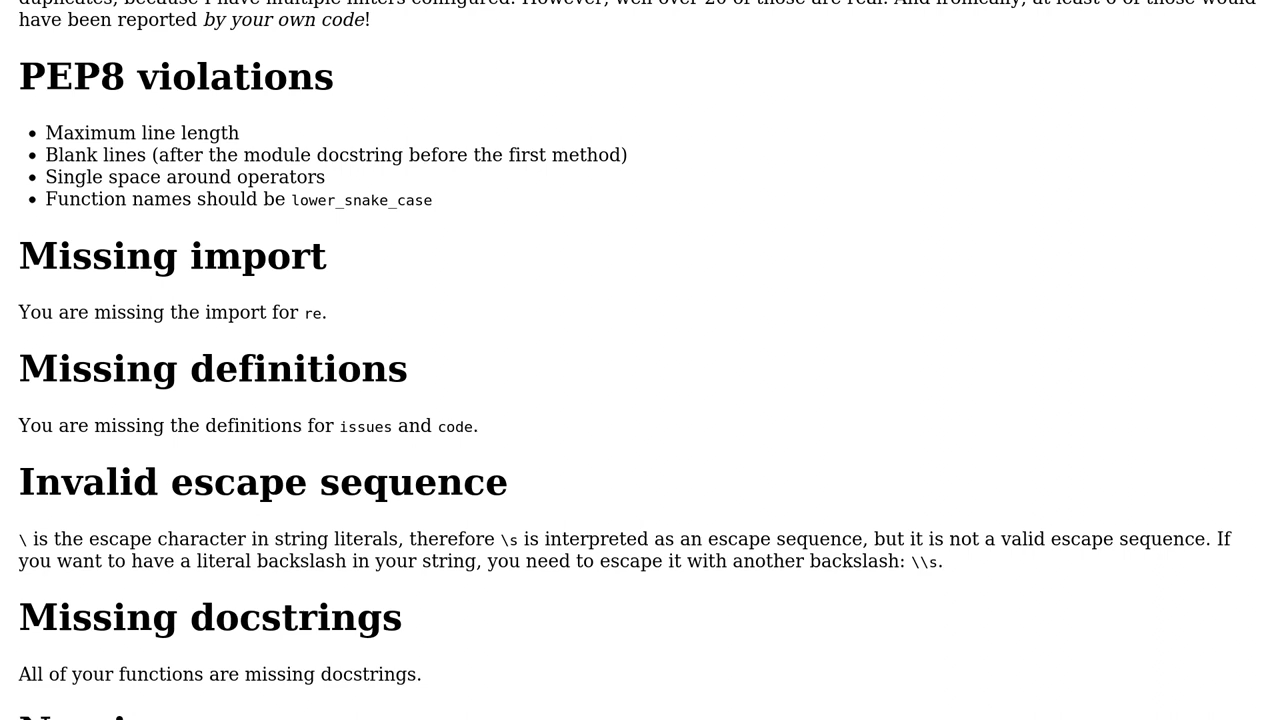 have been reported by your own code!
PEP8 violations
• Maximum line length
• Blank lines (after the module docstring before the first method)
• Single space around operators
• Function names should be lower_snake_case
Missing import
You are missing the import for re.
Missing definitions
You are missing the definitions for issues and code.
Invalid escape sequence
\ is the escape character in string literals, therefore \s is interpreted as an escape sequence, but it is not a valid escape sequence. If
you want to have a literal backslash in your string, you need to escape it with another backslash: \\s.
Missing docstrings
All of your functions are missing docstrings.